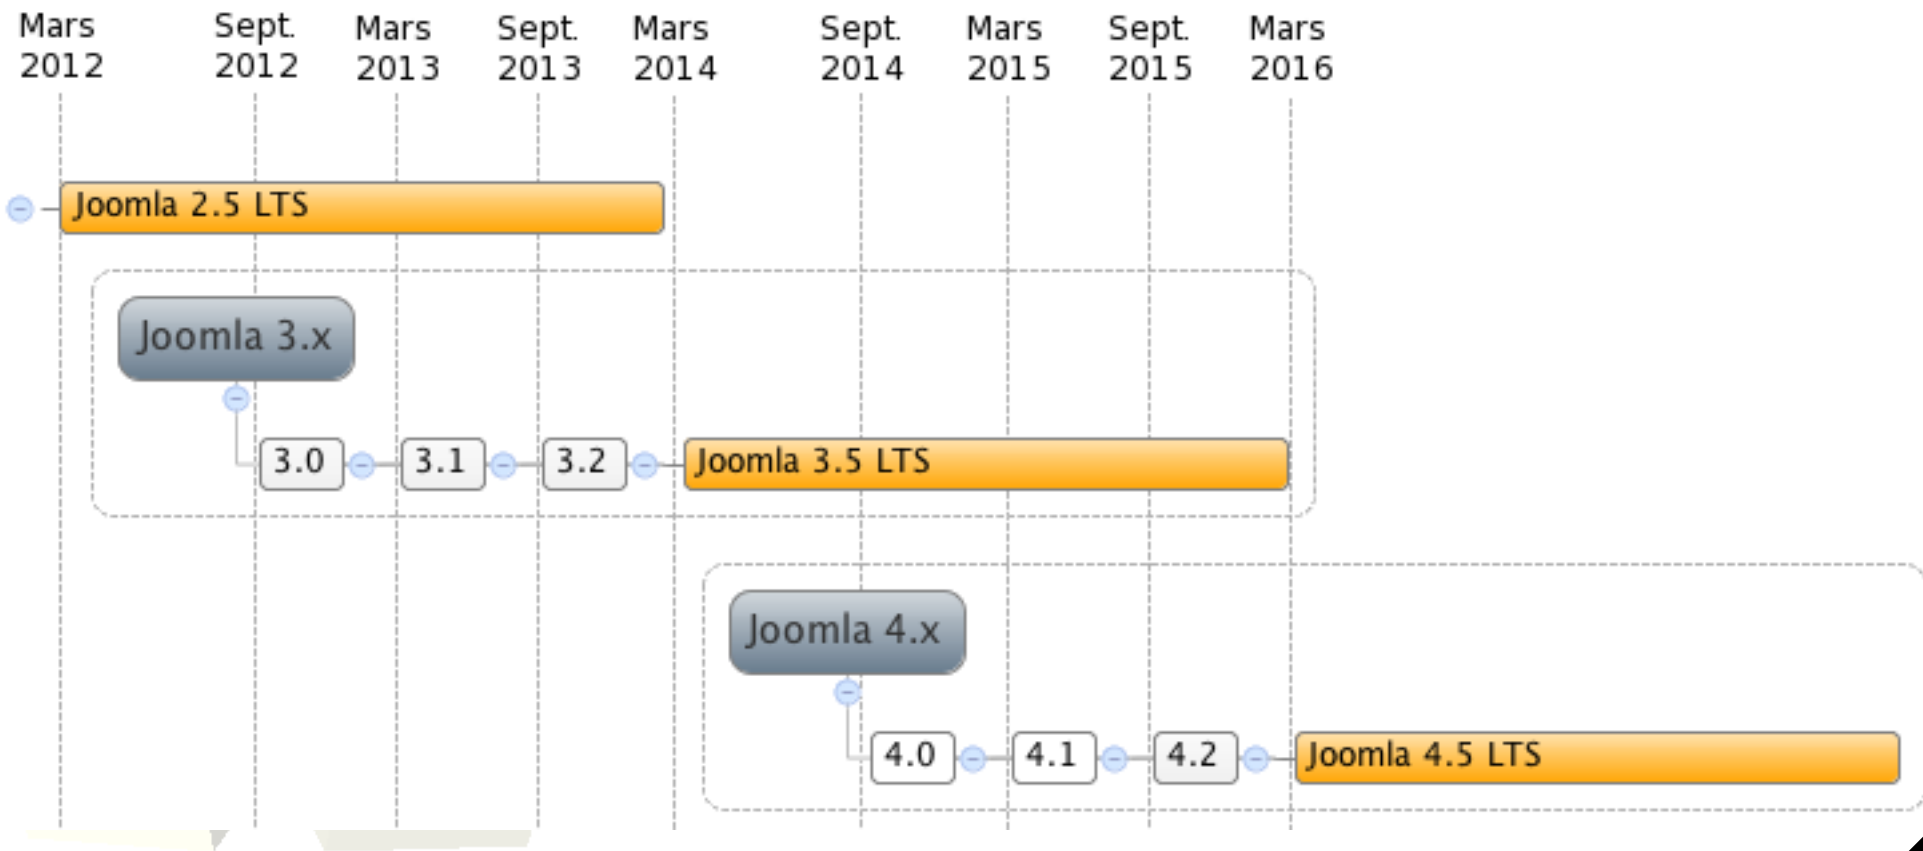 Mars 2012
Sept. 2012
Mars 2013
Sept. 2013
Mars 2014
Sept. 2014
Mars 2015
Sept. 2015
Mars 2016
Joomla 2.5 LTS
Joomla 3.x
3.0
3.1
3.2
Joomla 3.5 LTS
Joomla 4.x
4.0
4.1
4.2
Joomla 4.5 LTS